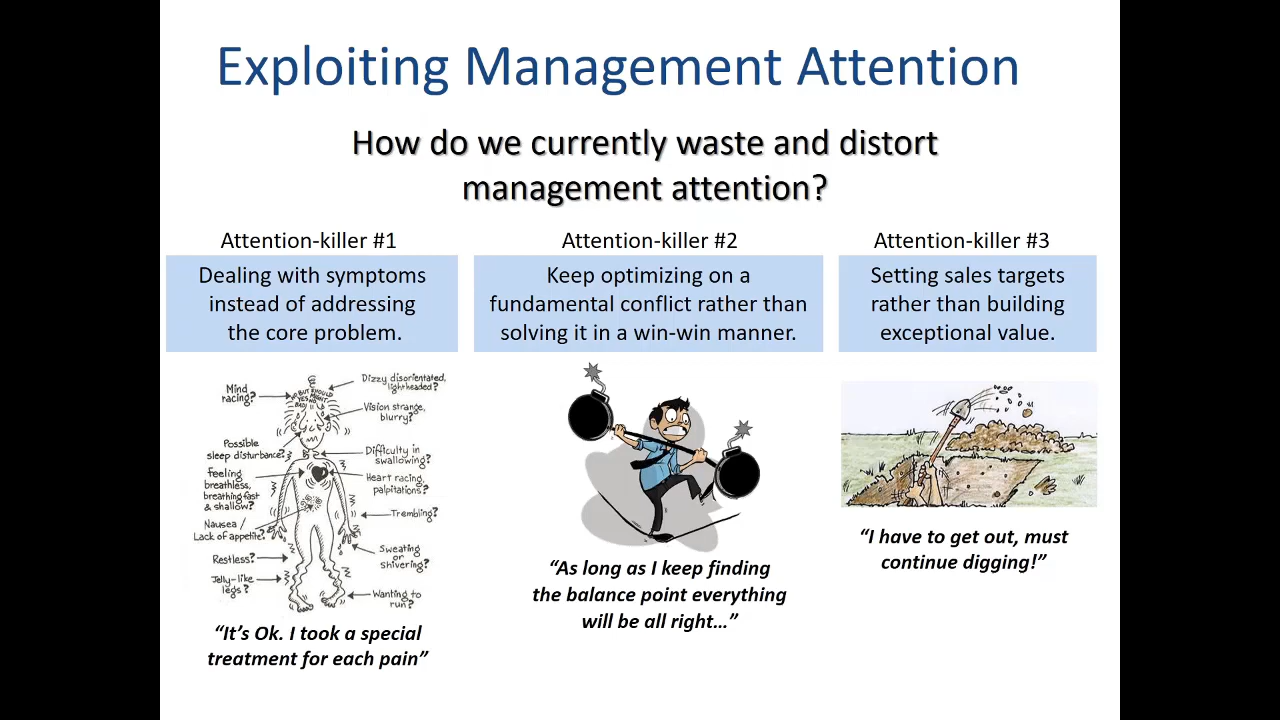 Exploiting Management Attention
How do we currently waste and distort
management attention?
Attention-killer #1
Dealing with symptoms
instead of addressing
the core problem.
Attention-killer #2
Keep optimizing on a
fundamental conflict rather than
solving it in a win-win manner.
Attention-killer #3
Setting sales targets
rather than building
exceptional value.
Mind
racing?
Possible
sleep disturbance?
Feeling
breathless,
breathing fast
& shallow?
Nausea /
Lack of appetite?
Restless?
Jelly-like
legs?
Dizzy disorientated,
lightheaded?
Vision strange,
blurry?
Difficulty in
swallowing?
Heart racing,
palpitations?
Trembling?
Sweating
or
shivering?
Wanting to
run?
“It’s Ok. I took a special
treatment for each pain”
“As long as I keep finding
the balance point everything
will be all right…”
“I have to get out, must
continue digging!”